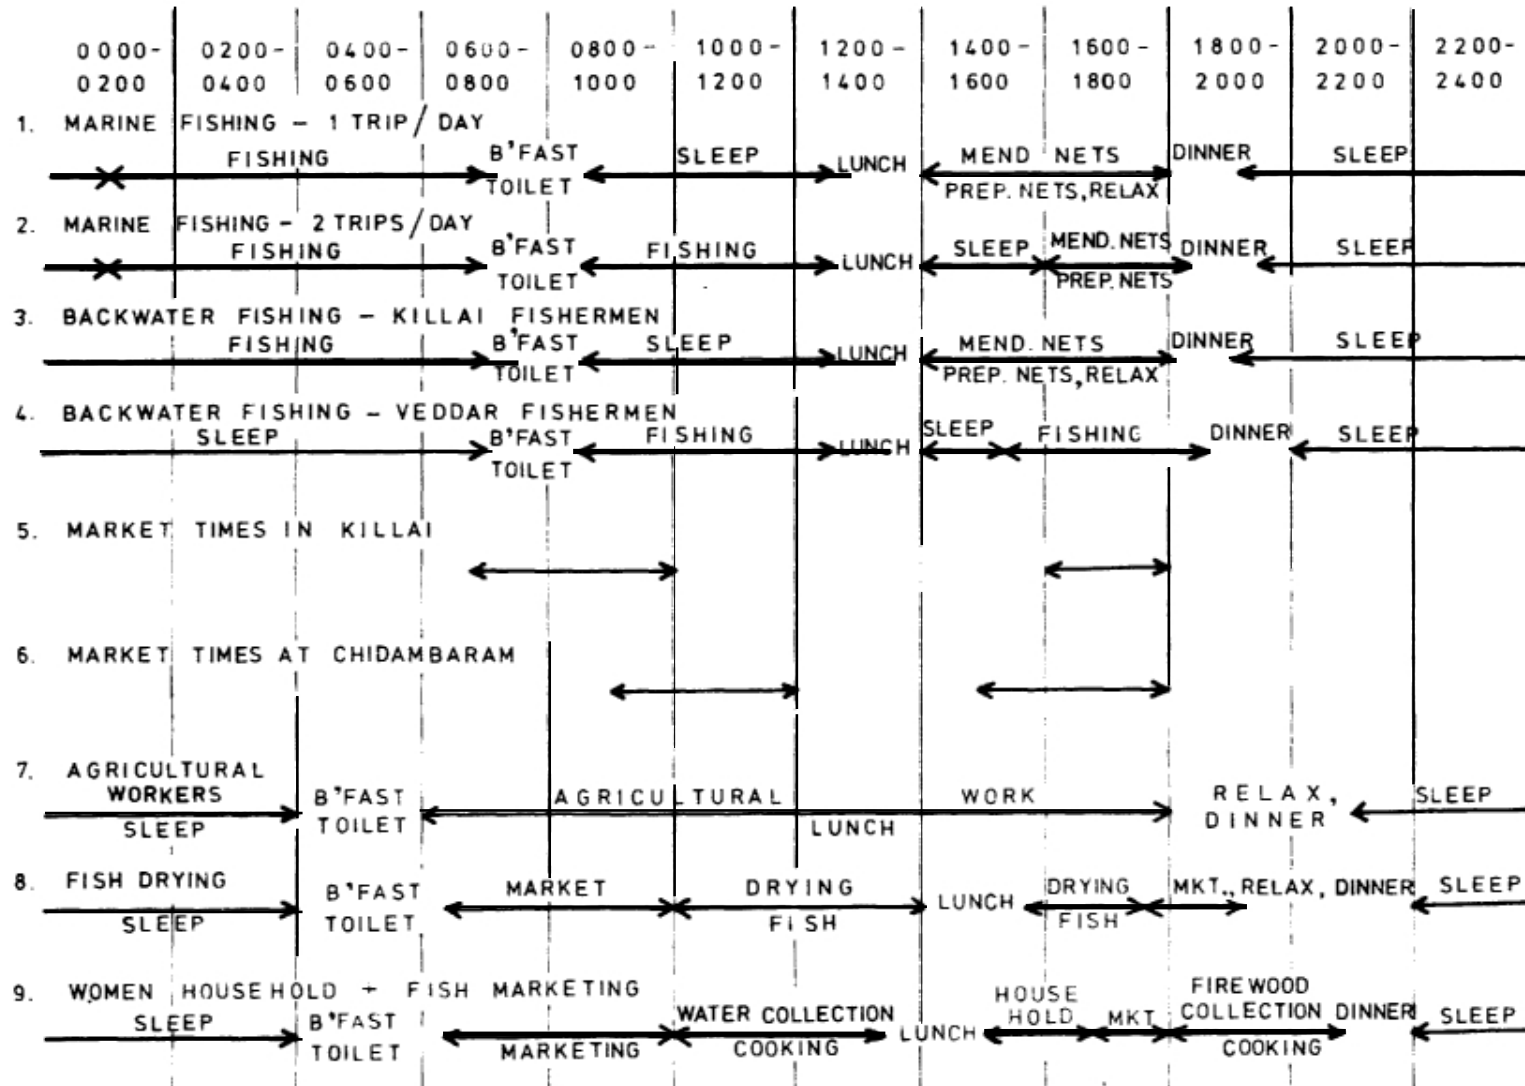 0000- 0200- 0400- 0600- 0800- 1000- 1200- 1400- 1600- 1800- 2000- 2200-
0200 0400 0600 0800 1000 1200 1400 1600 1800 2000 2200 2400
1. MARINE FISHING - 1 TRIP/DAY
FISHING B'FAST SLEEP LUNCH MEND NETS DINNER SLEEP
TOILET PREP. NETS, RELAX
2. MARINE FISHING - 2 TRIPS/DAY
FISHING B'FAST FISHING LUNCH SLEEP MEND. NETS DINNER SLEEP
TOILET PREP. NETS
3. BACKWATER FISHING - KILLAI FISHERMEN
FISHING B'FAST SLEEP LUNCH MEND. NETS DINNER SLEEP
TOILET PREP. NETS, RELAX
4. BACKWATER FISHING - VEDDAR FISHERMEN
SLEEP B'FAST FISHING LUNCH SLEEP FISHING DINNER SLEEP
TOILET
5. MARKET TIMES IN KILLAI
6. MARKET TIMES AT CHIDAMBARAM
7. AGRICULTURAL
WORKERS B'FAST AGRICULTURAL WORK RELAX, SLEEP
SLEEP TOILET LUNCH DINNER
8. FISH DRYING
B'FAST MARKET DRYING LUNCH DRYING MKT., RELAX, DINNER SLEEP
SLEEP TOILET FISH FISH
9. WOMEN HOUSEHOLD + FISH MARKETING
SLEEP B'FAST WATER COLLECTION LUNCH HOUSE HOLD MKT FIREWOOD COLLECTION DINNER SLEEP
TOILET MARKETING COOKING COOKING